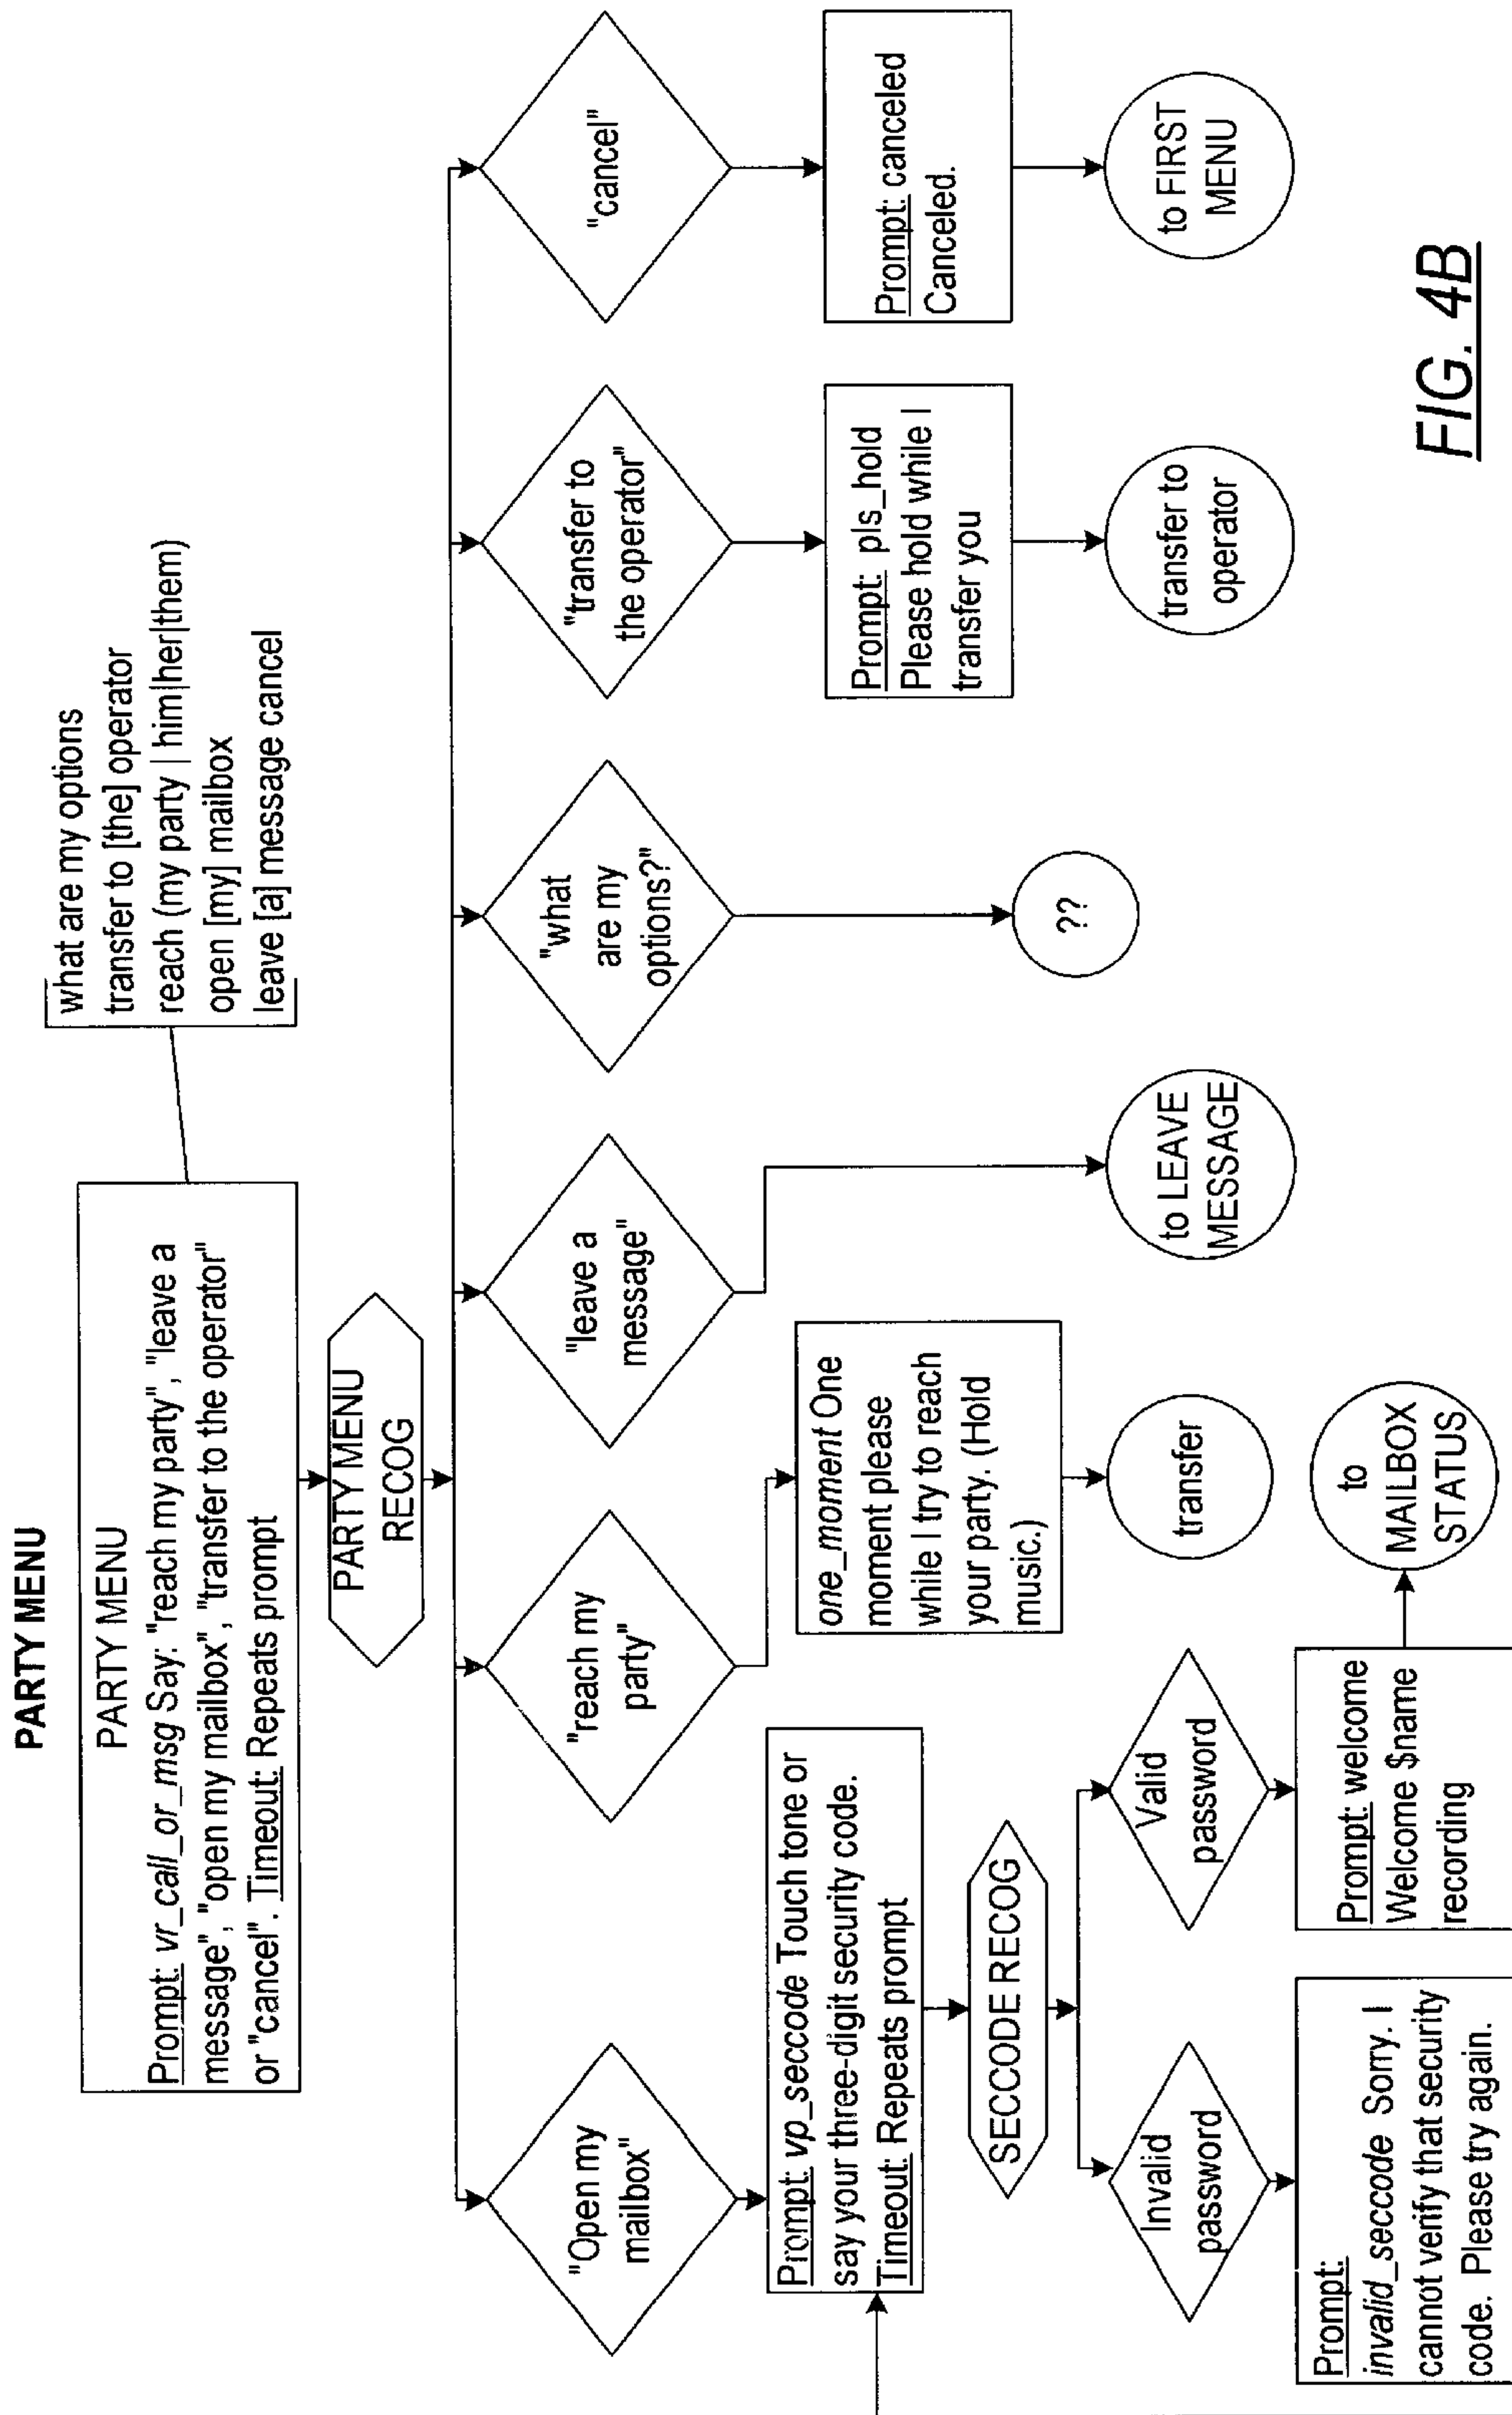 PARTY MENU
PARTY MENU
Prompt: vr_call_or_msg Say: "reach my party", "leave a
message", "open my mailbox", "transfer to the operator"
or "cancel". Timeout: Repeats prompt
what are my options
transfer to [the] operator
reach (my party | him|her|them)
open [my] mailbox
leave [a] message cancel
PARTY MENU
RECOG
"Open my
mailbox"
"reach my
party"
"leave a
message"
"what
are my
options?"
"transfer to
the operator"
"cancel"
Prompt: vp_seccode Touch tone or
say your three-digit security code.
Timeout: Repeats prompt
one_moment One
moment please
while I try to reach
your party. (Hold
music.)
Prompt: pls_hold
Please hold while I
transfer you
Prompt: canceled
Canceled.
SECCODE RECOG
transfer
to LEAVE
MESSAGE
??
transfer to
operator
to FIRST
MENU
Invalid
password
Valid
password
Prompt:
invalid_seccode Sorry. I
cannot verify that security
code. Please try again.
Prompt: welcome
Welcome $name
recording
to
MAILBOX
STATUS
FIG. 4B